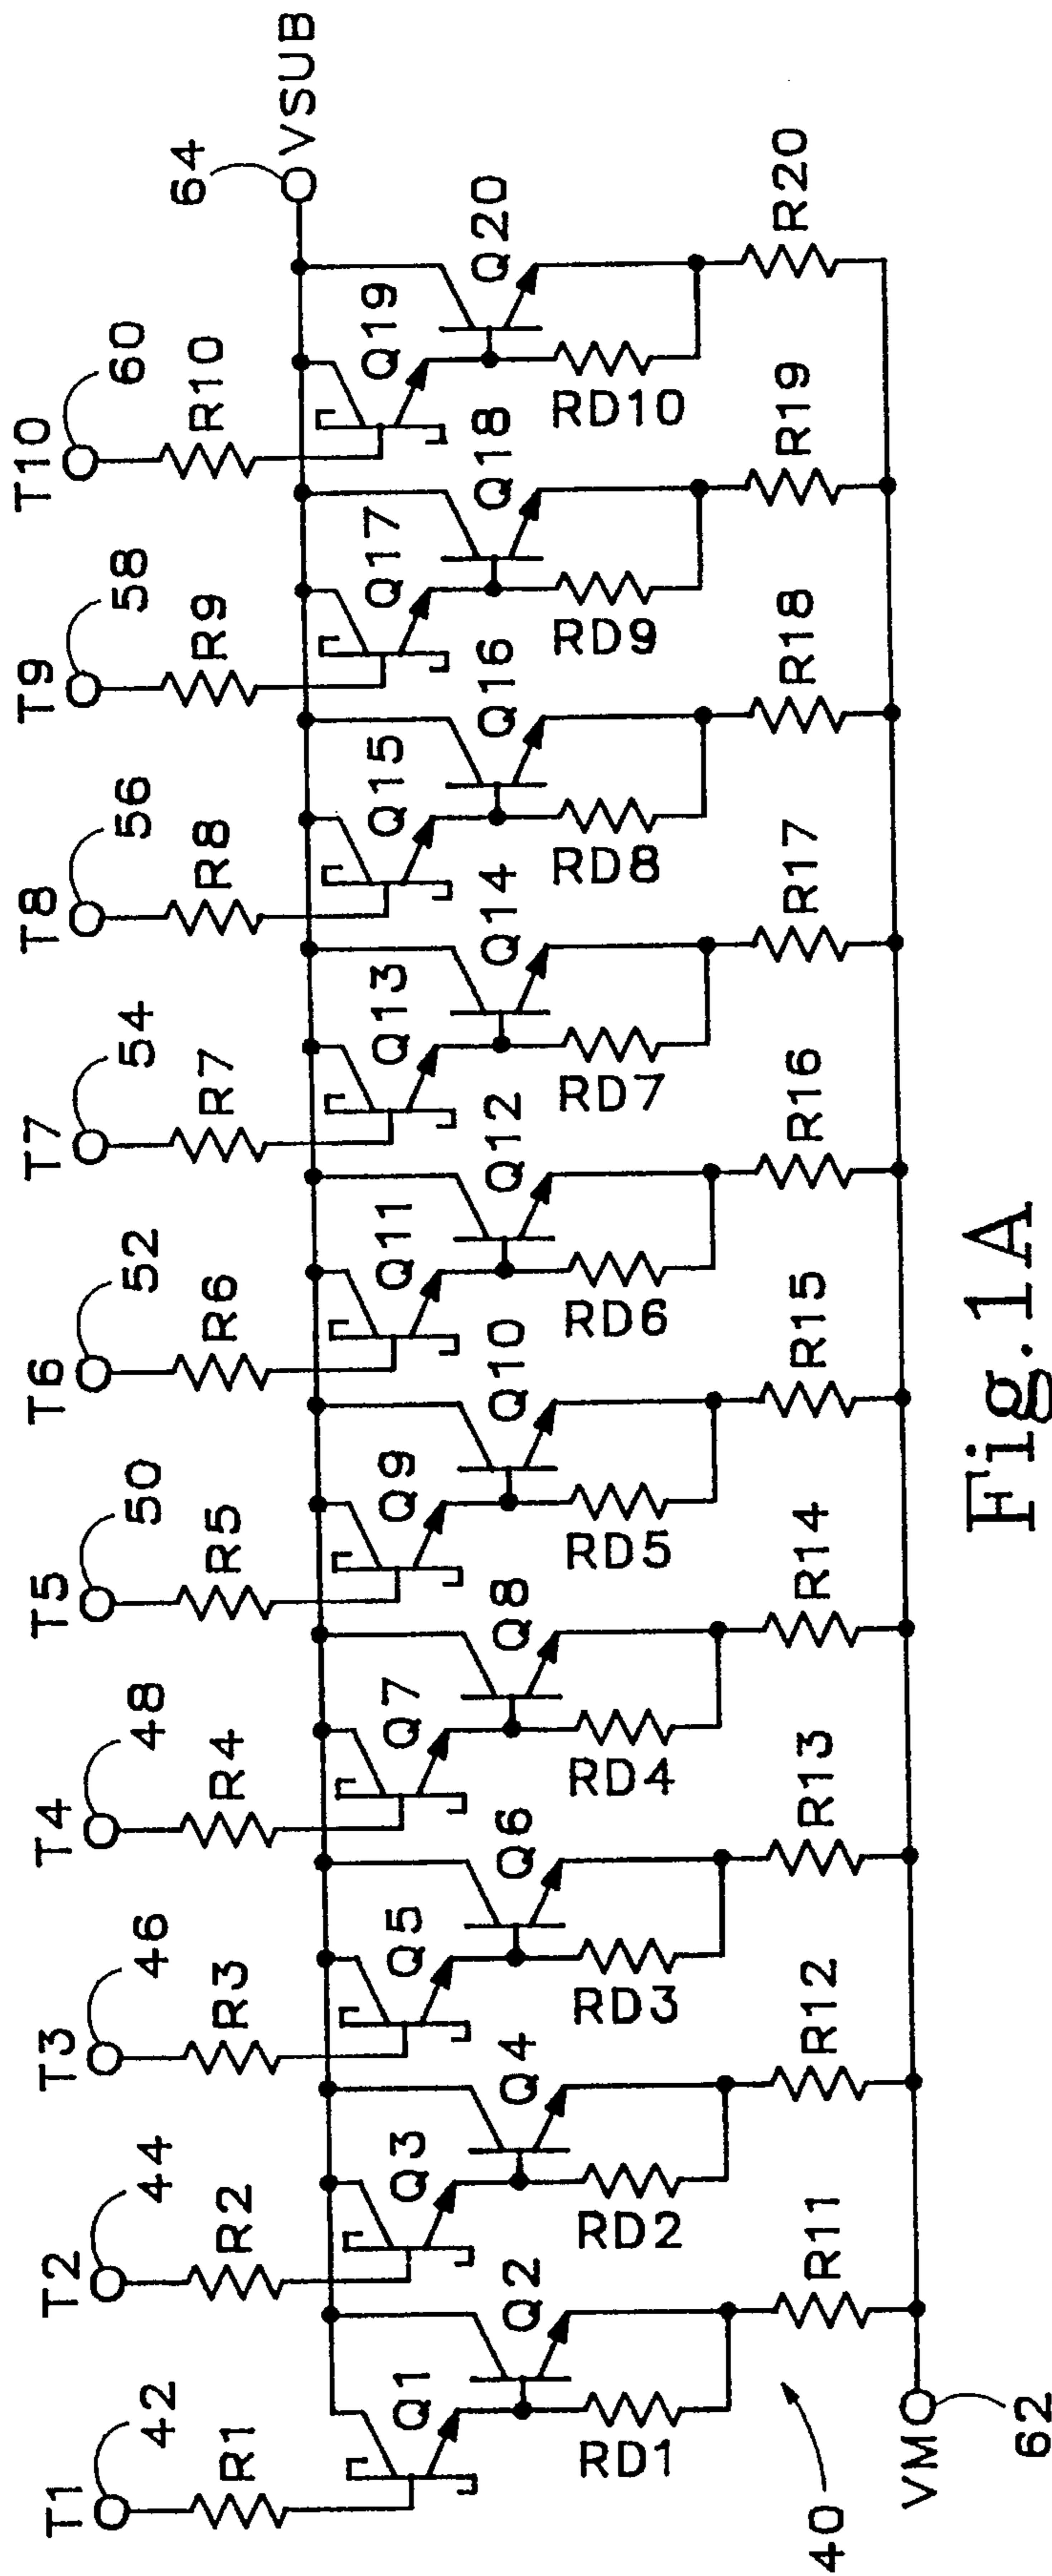 T1 T2 T3 T4 T5 T6 T7 T8 T9 T10
42 44 46 48 50 52 54 56 58 60
64
VSUB
R1 R2 R3 R4 R5 R6 R7 R8 R9 R10
Q1 Q3 Q5 Q7 Q9 Q11 Q13 Q15 Q17 Q19
Q2 Q4 Q6 Q8 Q10 Q12 Q14 Q16 Q18 Q20
RD1 RD2 RD3 RD4 RD5 RD6 RD7 RD8 RD9 RD10
R11 R12 R13 R14 R15 R16 R17 R18 R19 R20
40
VM
62
Fig.1A